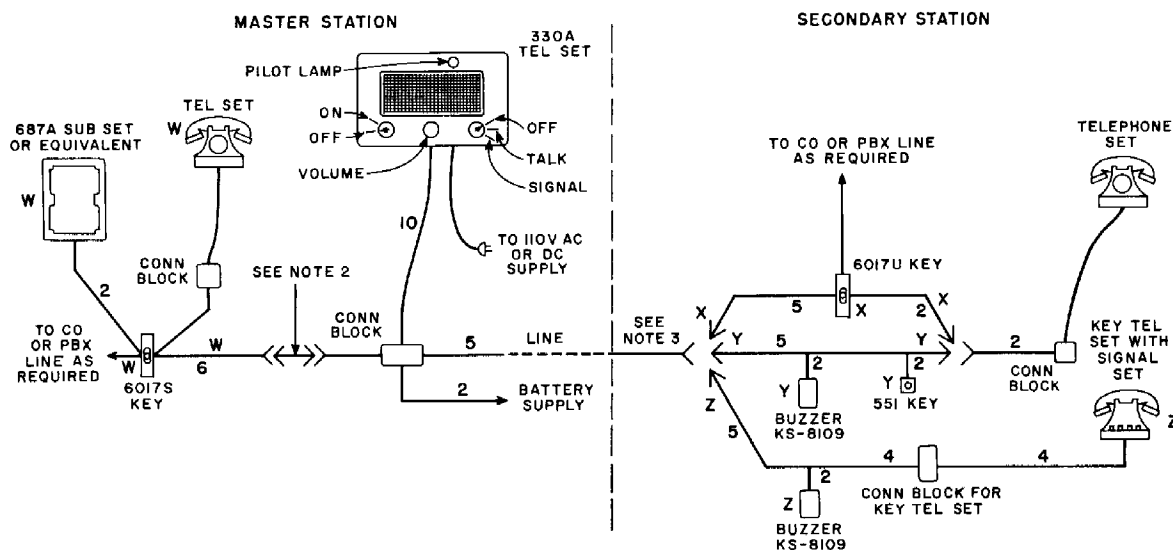 MASTER STATION
SECONDARY STATION
330A
TEL SET
PILOT LAMP
ON
OFF
OFF
TALK
SIGNAL
VOLUME
TEL SET
W
687A SUB SET
OR EQUIVALENT
W
10
TO 110V AC
OR DC
SUPPLY
CONN
BLOCK
2
SEE NOTE 2
CONN
BLOCK
TO CO
OR PBX
LINE AS
REQUIRED
W
W
6
6017S
KEY
5
LINE
2
BATTERY
SUPPLY
TO CO OR PBX LINE
AS REQUIRED
TELEPHONE
SET
6017U KEY
SEE
NOTE 3
X
5
X
2
X
Y
5
Y
2
2
Y
Y
551 KEY
BUZZER
KS-8109
2
CONN
BLOCK
KEY TEL
SET WITH
SIGNAL
SET
Z
Z
5
2
4
4
Z
BUZZER
KS-8109
CONN BLOCK FOR
KEY TEL SET